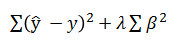 ∑(ŷ − y)² + λ∑β²